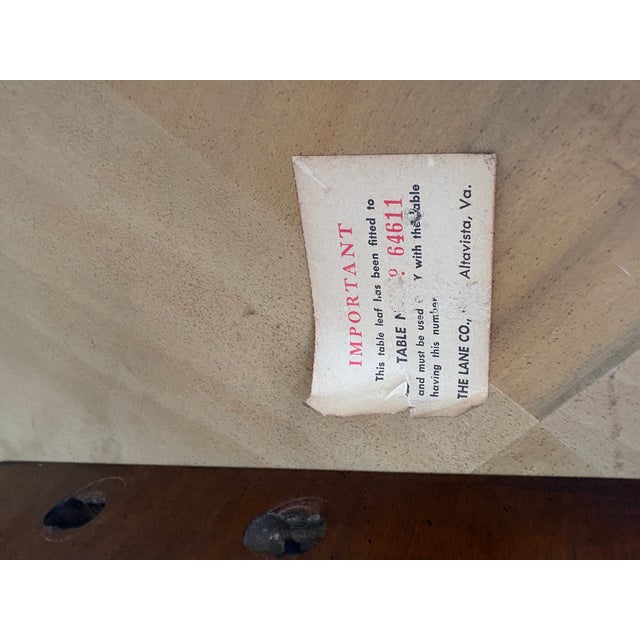 IMPORTANT
This table leaf has been fitted to
TABLE Nº 64611
and must be used with the table
having this number
THE LANE CO., Altavista, Va.